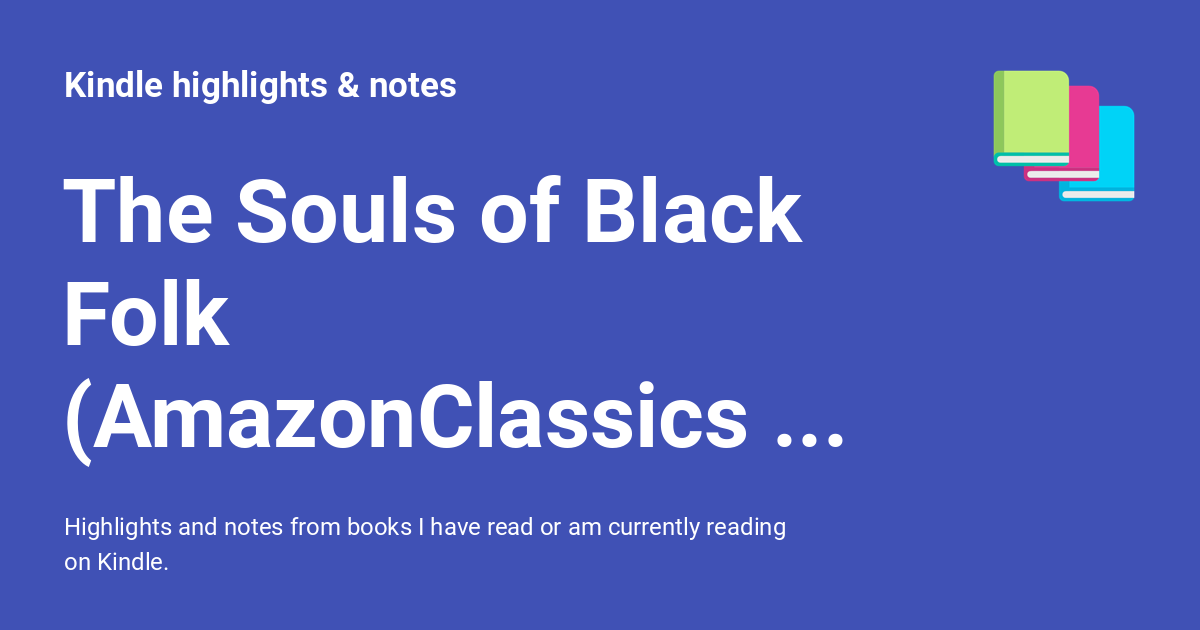 Kindle highlights & notes
The Souls of Black
Folk
(AmazonClassics ...
Highlights and notes from books I have read or am currently reading
on Kindle.